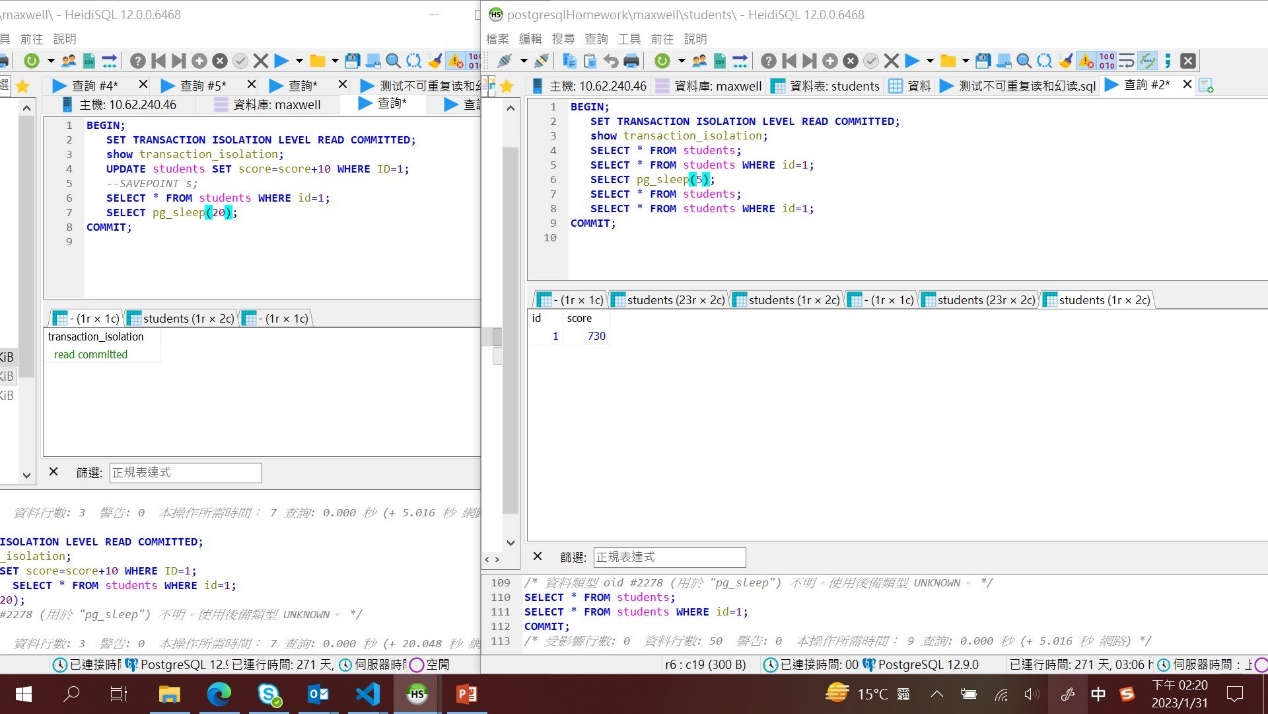 \maxwell\ - HeidiSQL 12.0.0.6468
具 前往 說明
查詢 #4* 查詢 #5* 查詢* 测试不可重复读和幻
主機: 10.62.240.46 資料庫: maxwell 查詢*
1 BEGIN;
2 SET TRANSACTION ISOLATION LEVEL READ COMMITTED;
3 show transaction_isolation;
4 UPDATE students SET score=score+10 WHERE ID=1;
5 --SAVEPOINT s;
6 SELECT * FROM students WHERE id=1;
7 SELECT pg_sleep(20);
8 COMMIT;
9
- (1r × 1c) students (1r × 2c) - (1r × 1c)
transaction_isolation
read committed
KiB
KiB
KiB
篩選: 正規表達式
資料行數: 3 警告: 0 本操作所需時間: 7 查詢: 0.000 秒 (+ 5.016 秒 網
ISOLATION LEVEL READ COMMITTED;
_isolation;
SET score=score+10 WHERE ID=1;
SELECT * FROM students WHERE id=1;
20);
#2278 (用於 "pg_sleep") 不明。使用後備類型 UNKNOWN。 */
資料行數: 3 警告: 0 本操作所需時間: 7 查詢: 0.000 秒 (+ 20.048 秒 網
已連接時 PostgreSQL 12.9 已運行時間: 271 天, 伺服器時 空閒
postgresqlHomework\maxwell\students\ - HeidiSQL 12.0.0.6468
檔案 編輯 搜尋 查詢 工具 前往 說明
主機: 10.62.240.46 資料庫: maxwell 資料表: students 資料 测试不可重复读和幻读.sql 查詢 #2*
1 BEGIN;
2 SET TRANSACTION ISOLATION LEVEL READ COMMITTED;
3 show transaction_isolation;
4 SELECT * FROM students;
5 SELECT * FROM students WHERE id=1;
6 SELECT pg_sleep(5);
7 SELECT * FROM students;
8 SELECT * FROM students WHERE id=1;
9 COMMIT;
10
- (1r × 1c) students (23r × 2c) students (1r × 2c) - (1r × 1c) students (23r × 2c) students (1r × 2c)
id score
1 730
篩選: 正規表達式
109 /* 資料類型 oid #2278 (用於 "pg_sleep") 不明。使用後備類型 UNKNOWN。 */
110 SELECT * FROM students;
111 SELECT * FROM students WHERE id=1;
112 COMMIT;
113 /* 受影響行數: 0 資料行數: 50 警告: 0 本操作所需時間: 9 查詢: 0.000 秒 (+ 5.016 秒 網路) */
r6 : c19 (300 B) 已連接時間: 00 PostgreSQL 12.9.0 已運行時間: 271 天, 03:06 伺服器時間: 上
15°C 中 下午 02:20
2023/1/31